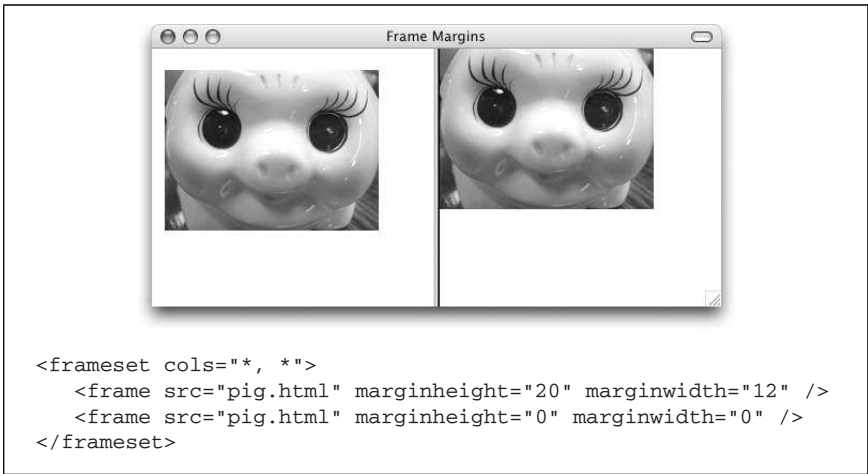 Frame Margins
<frameset cols="*, *">
   <frame src="pig.html" marginheight="20" marginwidth="12" />
   <frame src="pig.html" marginheight="0" marginwidth="0" />
</frameset>